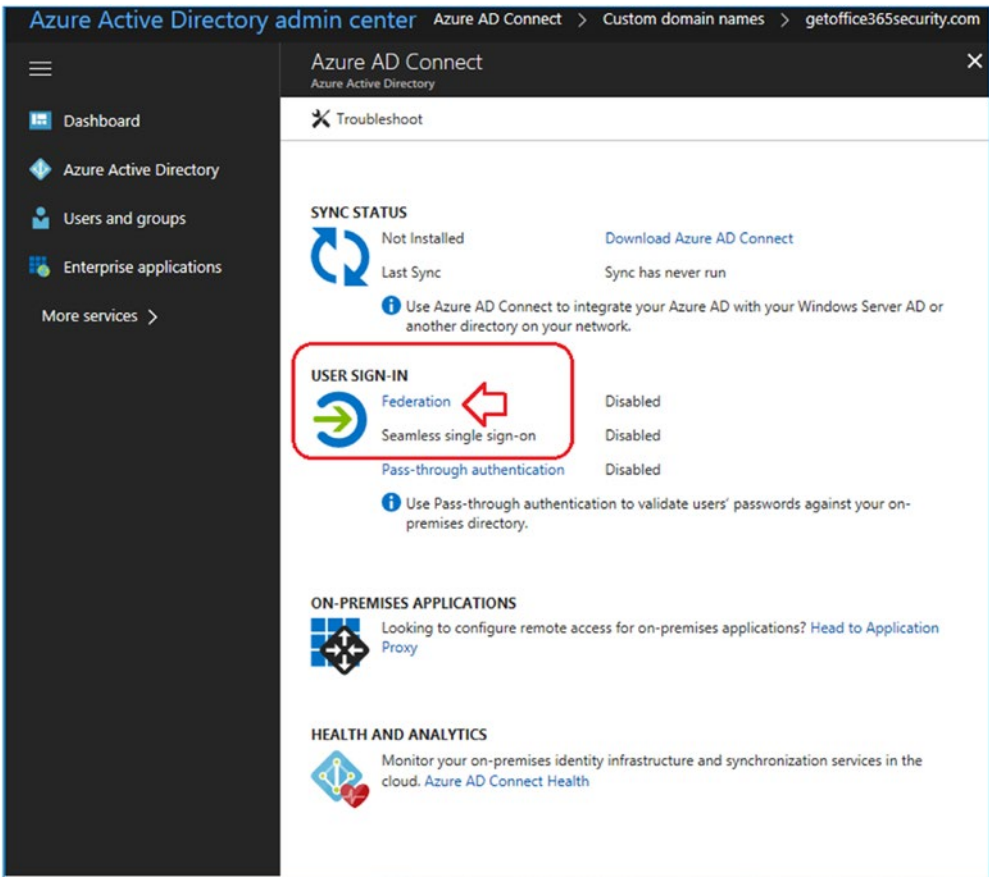 Azure Active Directory admin center Azure AD Connect > Custom domain names > getoffice365security.com
Azure AD Connect
Azure Active Directory
Troubleshoot
Dashboard
Azure Active Directory
Users and groups
Enterprise applications
More services >
SYNC STATUS
Not Installed Download Azure AD Connect
Last Sync Sync has never run
Use Azure AD Connect to integrate your Azure AD with your Windows Server AD or
another directory on your network.
USER SIGN-IN
Federation Disabled
Seamless single sign-on Disabled
Pass-through authentication Disabled
Use Pass-through authentication to validate users' passwords against your on-
premises directory.
ON-PREMISES APPLICATIONS
Looking to configure remote access for on-premises applications? Head to Application
Proxy
HEALTH AND ANALYTICS
Monitor your on-premises identity infrastructure and synchronization services in the
cloud. Azure AD Connect Health